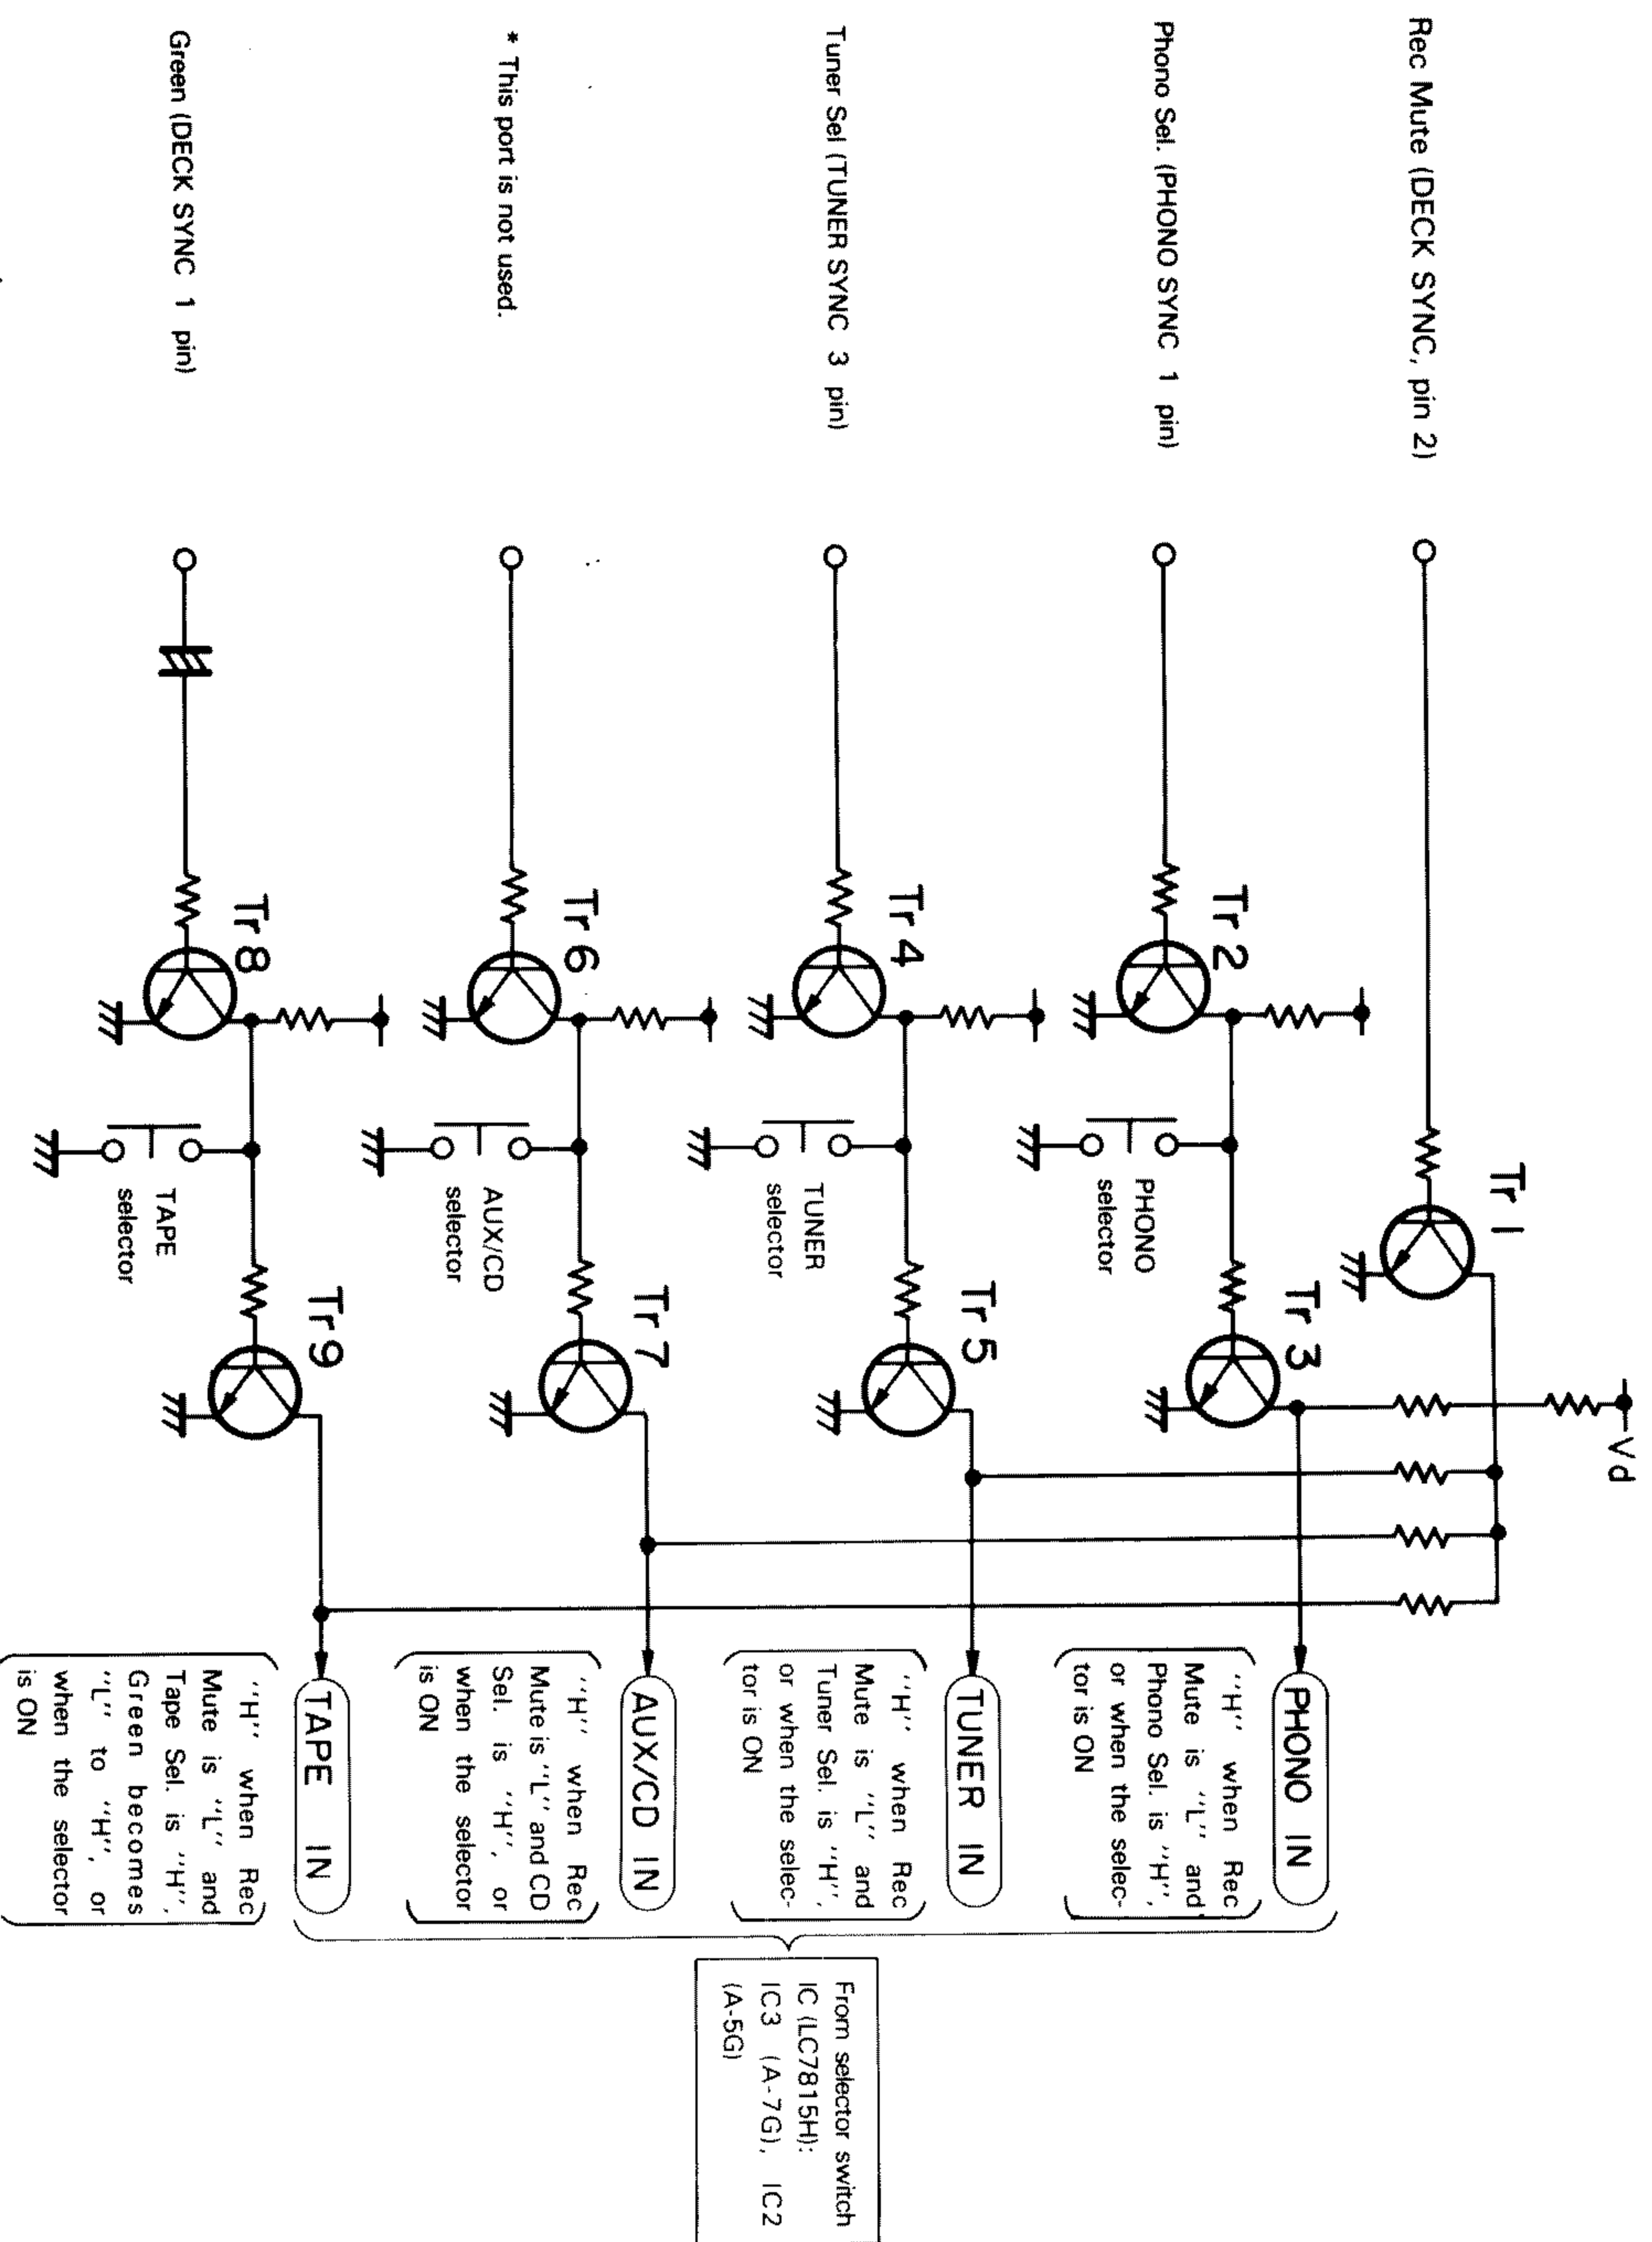 Rec Mute (DECK SYNC, pin 2)
Tr 1
-Vd
Phono Sel. (PHONO SYNC 1 pin)
Tr 2
PHONO
selector
Tr 3
PHONO IN
"H" when Rec
Mute is "L" and
Phono Sel. is "H",
or when the selec-
tor is ON
Tuner Sel (TUNER SYNC 3 pin)
Tr 4
TUNER
selector
Tr 5
TUNER IN
"H" when Rec
Mute is "L" and
Tuner Sel. is "H",
or when the selec-
tor is ON
* This port is not used.
Tr 6
AUX/CD
selector
Tr 7
AUX/CD IN
"H" when Rec
Mute is "L" and CD
Sel. is "H", or
when the selector
is ON
Green (DECK SYNC 1 pin)
Tr 8
TAPE
selector
Tr 9
TAPE IN
"H" when Rec
Mute is "L" and
Tape Sel. is "H",
Green becomes
"L" to "H", or
when the selector
is ON
From selector switch
IC (LC7815H):
IC3 (A-7G), IC2
(A-5G)